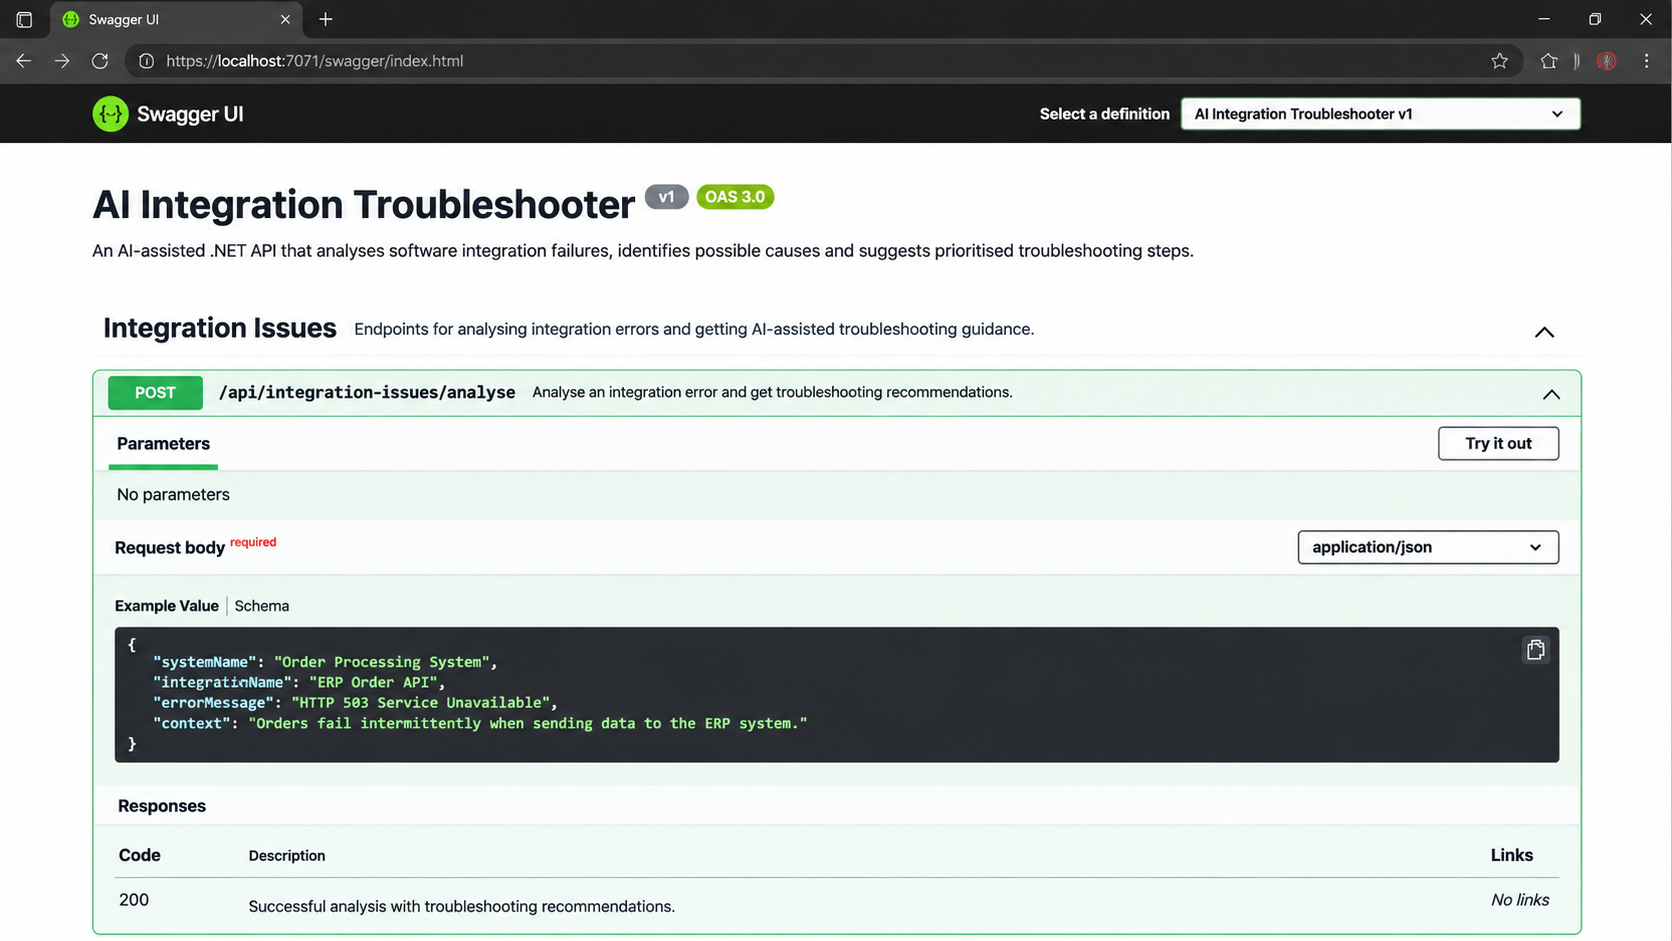 Swagger UI
https://localhost:7071/swagger/index.html
Swagger UI
Select a definition
AI Integration Troubleshooter v1
AI Integration Troubleshooter v1 OAS 3.0
An AI-assisted .NET API that analyses software integration failures, identifies possible causes and suggests prioritised troubleshooting steps.
Integration Issues Endpoints for analysing integration errors and getting AI-assisted troubleshooting guidance.
POST /api/integration-issues/analyse Analyse an integration error and get troubleshooting recommendations.
Parameters
Try it out
No parameters
Request body required
application/json
Example Value | Schema
{
"systemName": "Order Processing System",
"integrationName": "ERP Order API",
"errorMessage": "HTTP 503 Service Unavailable",
"context": "Orders fail intermittently when sending data to the ERP system."
}
Responses
Code Description Links
200 Successful analysis with troubleshooting recommendations. No links